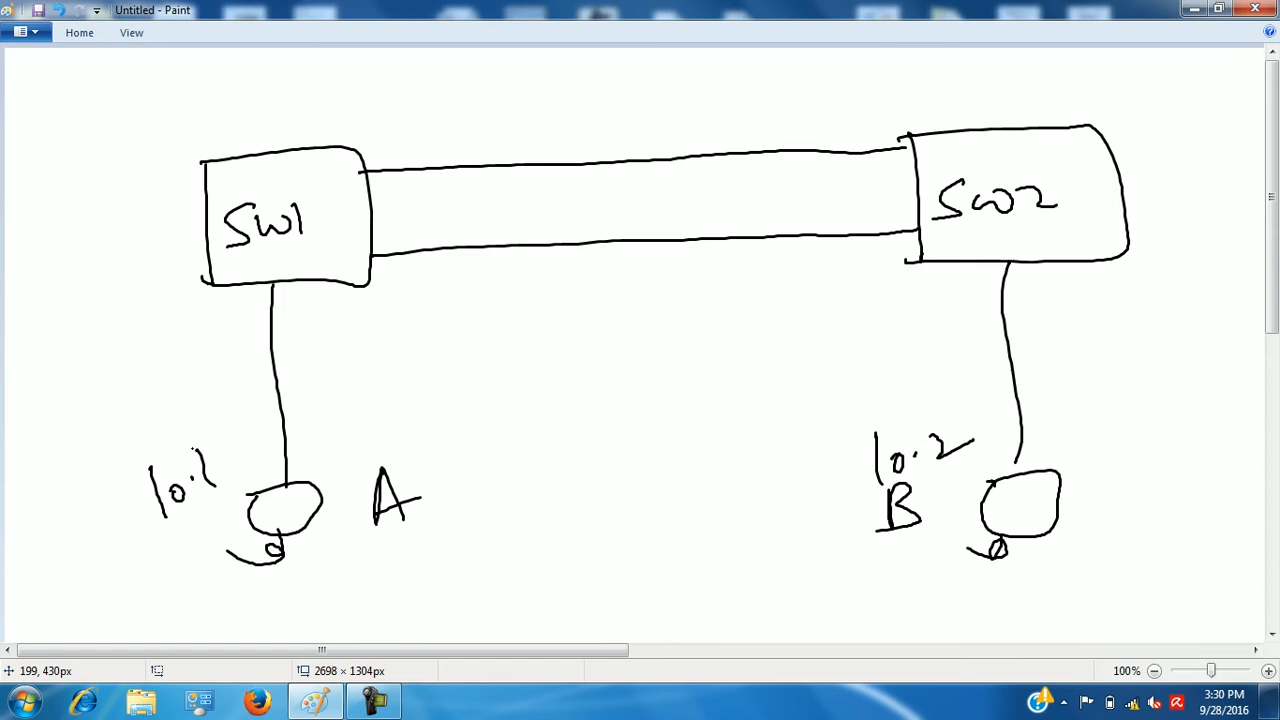 Untitled - Paint
Home View
SW1
SW2
10.1
A
10.2
B
199, 430px
2698 × 1304px
100%
3:30 PM
9/28/2016